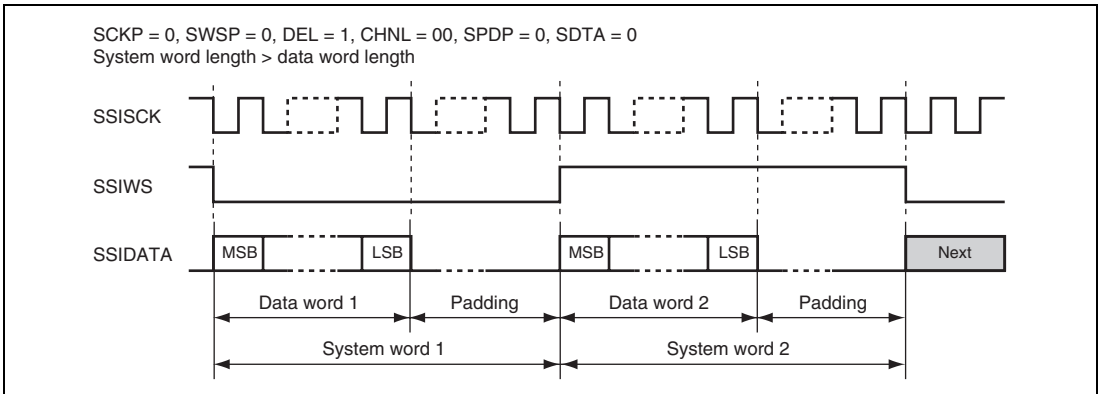 SCKP = 0, SWSP = 0, DEL = 1, CHNL = 00, SPDP = 0, SDTA = 0
System word length > data word length
SSISCK
SSIWS
SSIDATA MSB LSB MSB LSB Next
Data word 1 Padding Data word 2 Padding
System word 1 System word 2